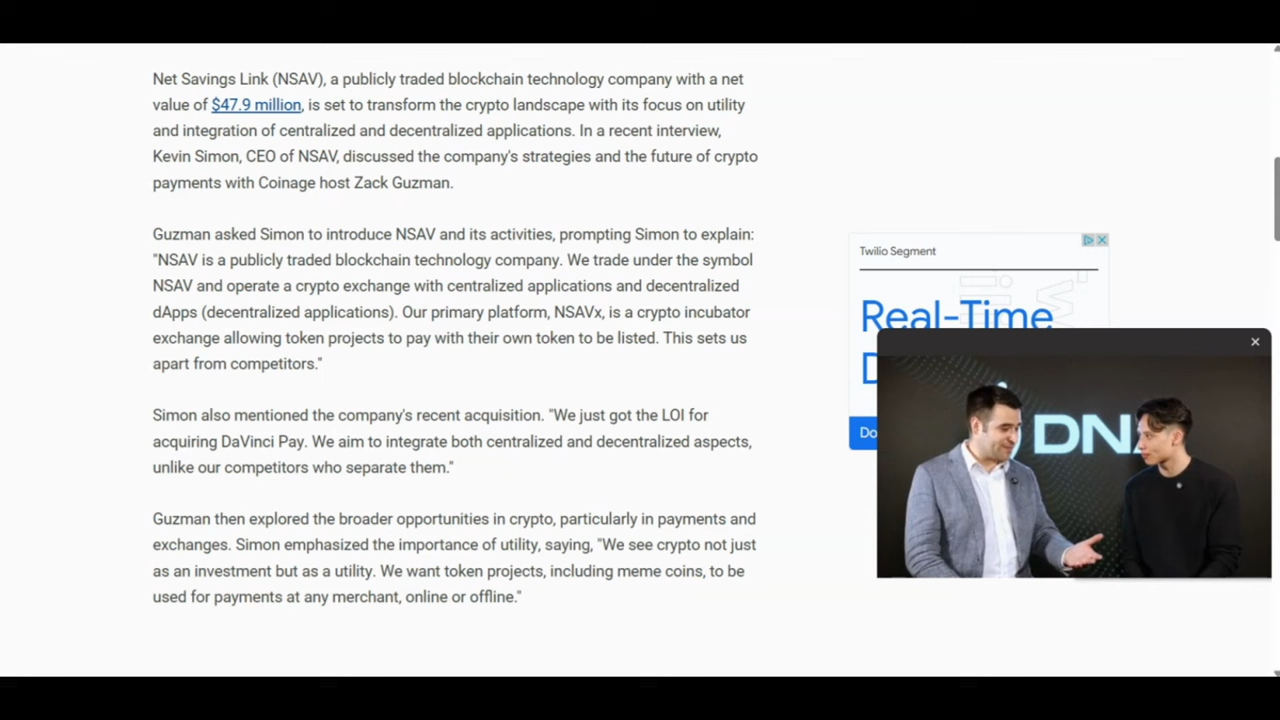 Net Savings Link (NSAV), a publicly traded blockchain technology company with a net
value of $47.9 million, is set to transform the crypto landscape with its focus on utility
and integration of centralized and decentralized applications. In a recent interview,
Kevin Simon, CEO of NSAV, discussed the company's strategies and the future of crypto
payments with Coinage host Zack Guzman.
Guzman asked Simon to introduce NSAV and its activities, prompting Simon to explain:
"NSAV is a publicly traded blockchain technology company. We trade under the symbol
NSAV and operate a crypto exchange with centralized applications and decentralized
dApps (decentralized applications). Our primary platform, NSAVx, is a crypto incubator
exchange allowing token projects to pay with their own token to be listed. This sets us
apart from competitors."
Simon also mentioned the company's recent acquisition. "We just got the LOI for
acquiring DaVinci Pay. We aim to integrate both centralized and decentralized aspects,
unlike our competitors who separate them."
Guzman then explored the broader opportunities in crypto, particularly in payments and
exchanges. Simon emphasized the importance of utility, saying, "We see crypto not just
as an investment but as a utility. We want token projects, including meme coins, to be
used for payments at any merchant, online or offline."
Twilio Segment
Real-Time
D
Do
DNA